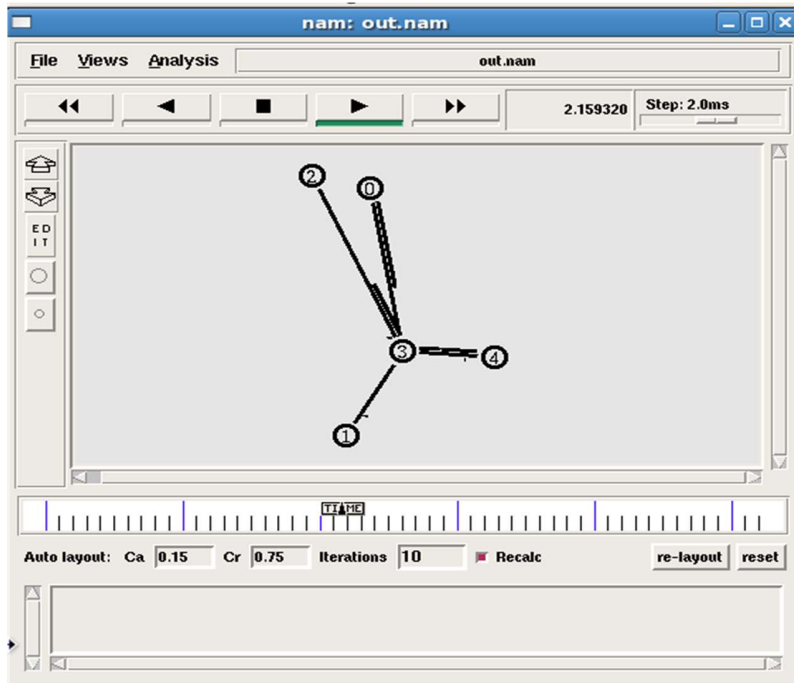 nam: out.nam
File Views Analysis out.nam
2.159320 Step: 2.0ms
2 0
E D
I T
3 4
1
TIME
Auto layout: Ca 0.15 Cr 0.75 Iterations 10 Recalc re-layout reset